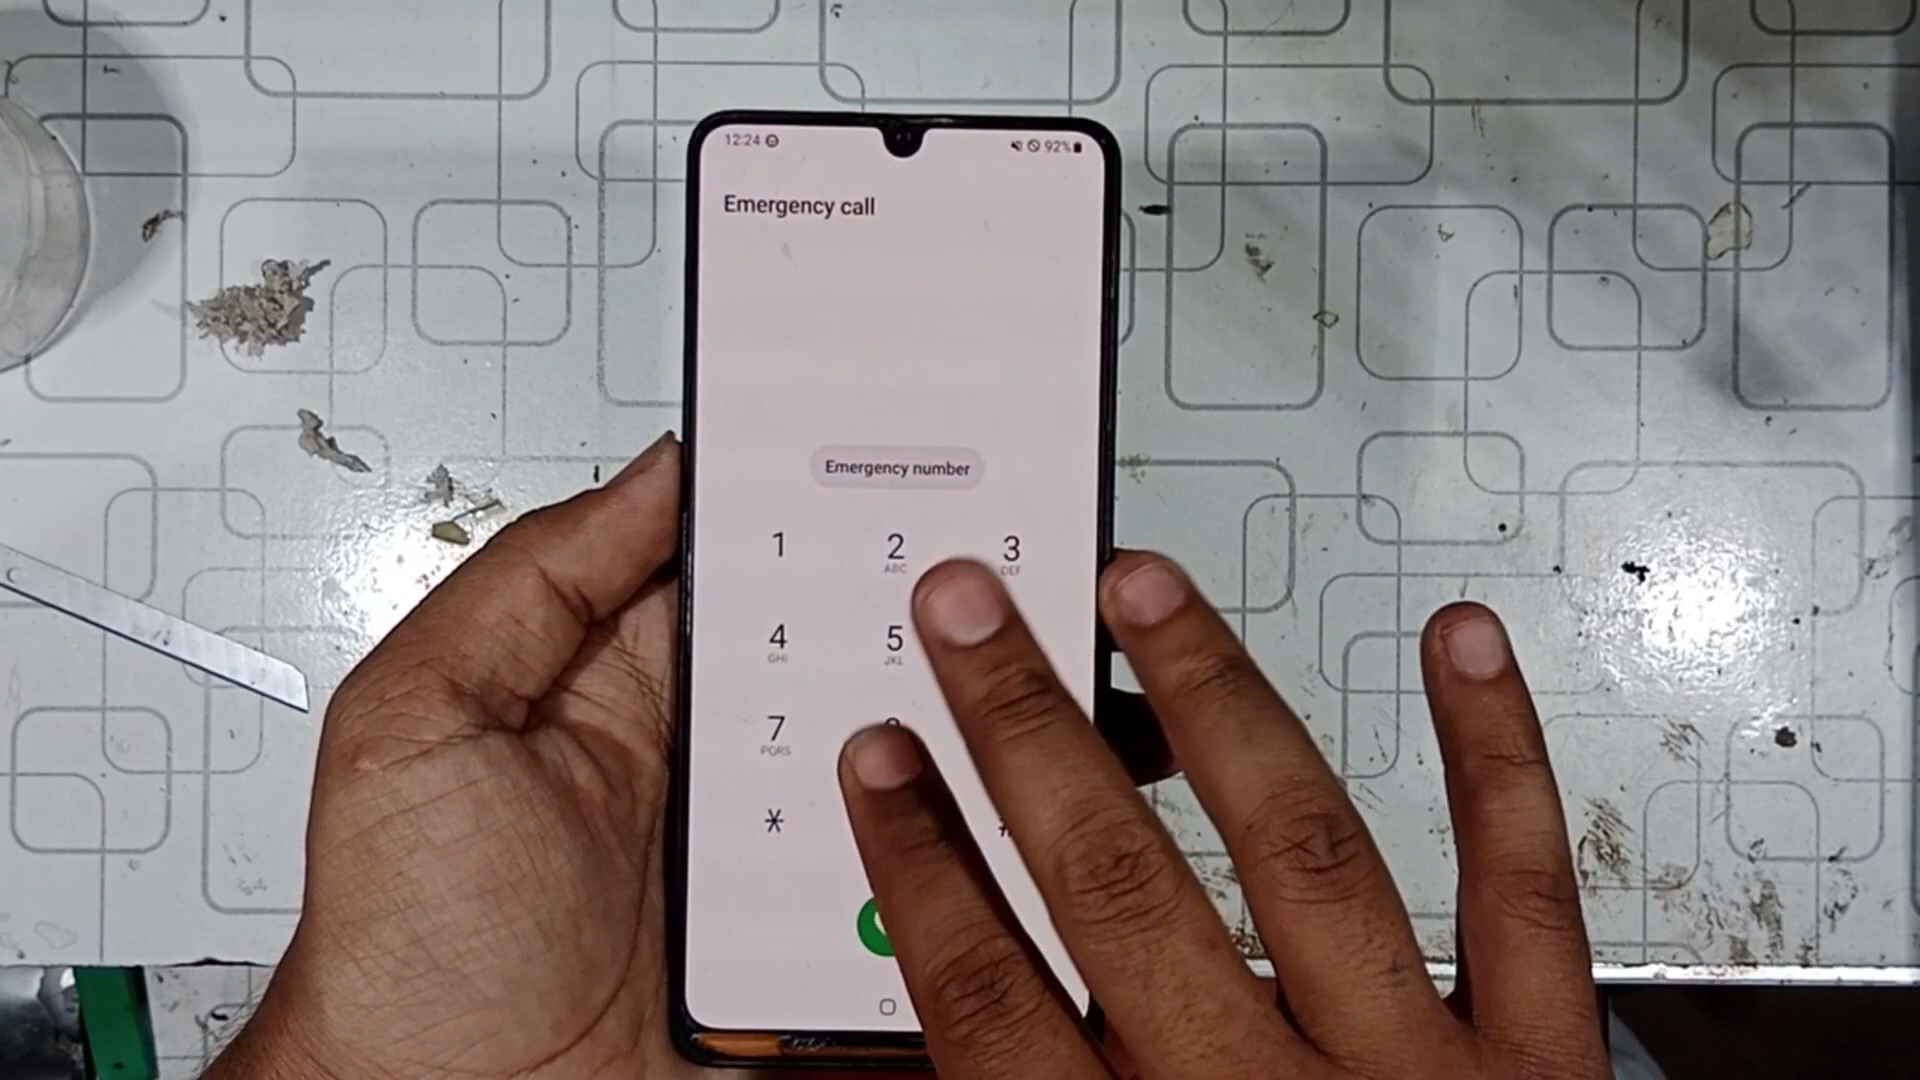 12:24 92%
Emergency call
Emergency number
1 2 3
ABC DEF
4 5
GHI JKL
7
PQRS
* #